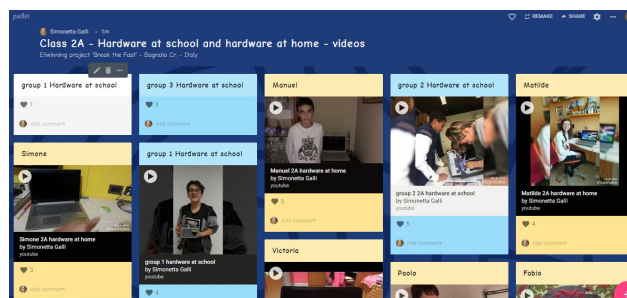 padlet
REMAKE
SHARE
Simonetta Galli • 1m
Class 2A - Hardware at school and hardware at home - videos
Etwinning project 'Break the Fast' - Bagnolo Cr. - Italy
group 1 Hardware at school
1
Add comment
Simone
Simone 2A hardware at home
by Simonetta Galli
youtube
3
Add comment
group 3 Hardware at school
3
Add comment
group 1 Hardware at school
group 1 hardware at school
by Simonetta Galli
youtube
4
Manuel
Manuel 2A hardware at home
by Simonetta Galli
youtube
5
Add comment
Victoria
group 2 Hardware at school
group 2 2A hardware at school
by Simonetta Galli
youtube
5
Add comment
Paolo
Matilde
Matilde 2A hardware at home
by Simonetta Galli
youtube
4
Add comment
Fabio